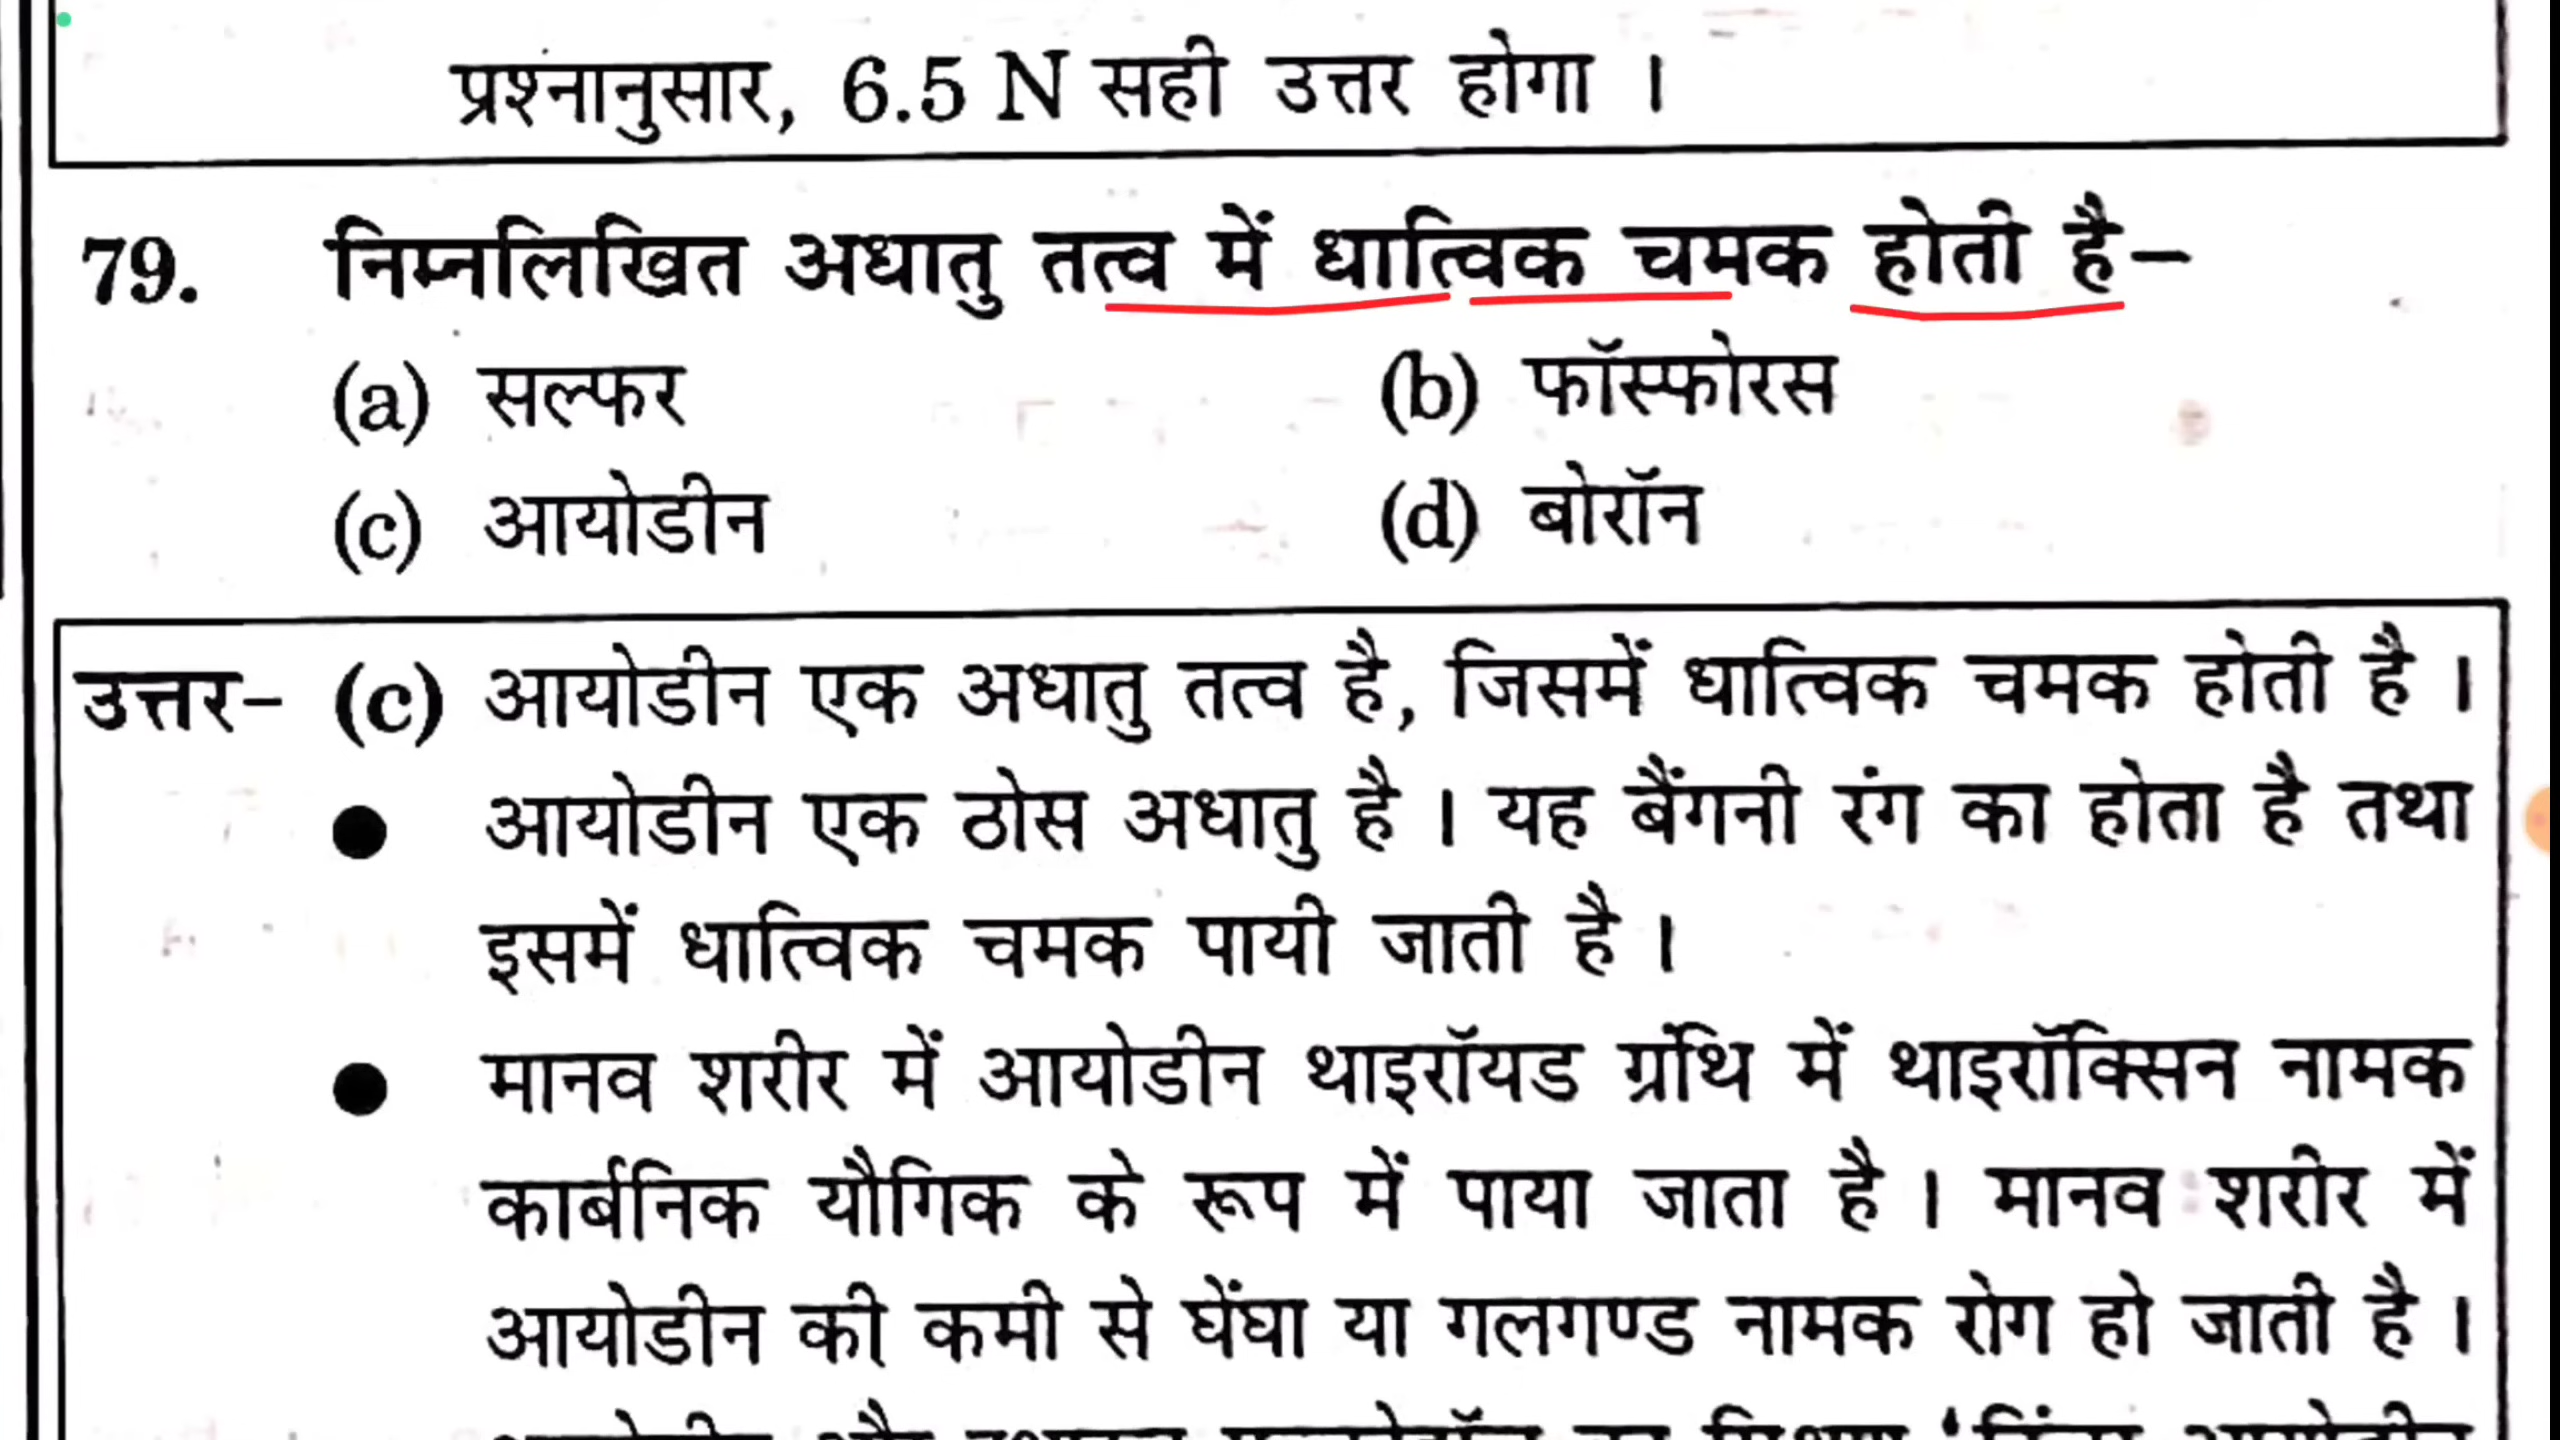 प्रश्नानुसार, 6.5 N सही उत्तर होगा ।
79. निम्नलिखित अधातु तत्व में धात्विक चमक होती है–
(a) सल्फर (b) फॉस्फोरस
(c) आयोडीन (d) बोरॉन
उत्तर– (c) आयोडीन एक अधातु तत्व है, जिसमें धात्विक चमक होती है ।
● आयोडीन एक ठोस अधातु है । यह बैंगनी रंग का होता है तथा
इसमें धात्विक चमक पायी जाती है ।
● मानव शरीर में आयोडीन थाइरॉयड ग्रंथि में थाइरॉक्सिन नामक
कार्बनिक यौगिक के रूप में पाया जाता है । मानव शरीर में
आयोडीन की कमी से घेंघा या गलगण्ड नामक रोग हो जाती है ।